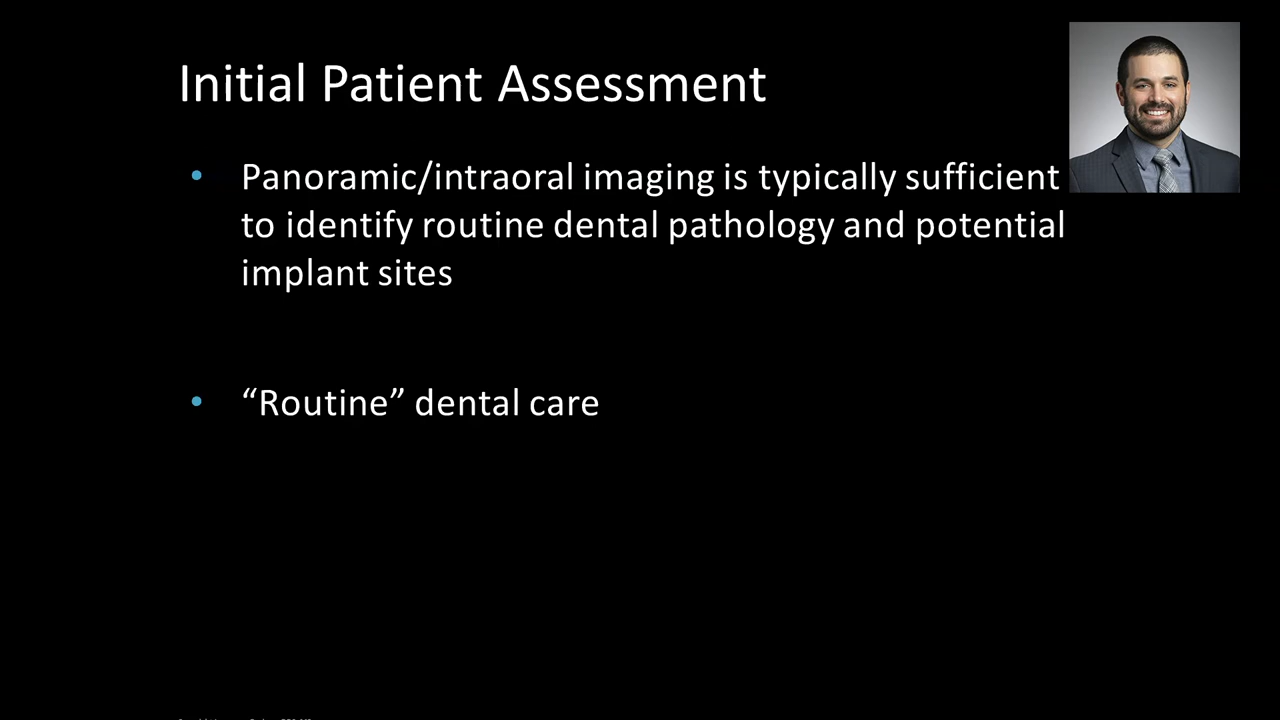 Initial Patient Assessment
• Panoramic/intraoral imaging is typically sufficient
to identify routine dental pathology and potential
implant sites
• “Routine” dental care